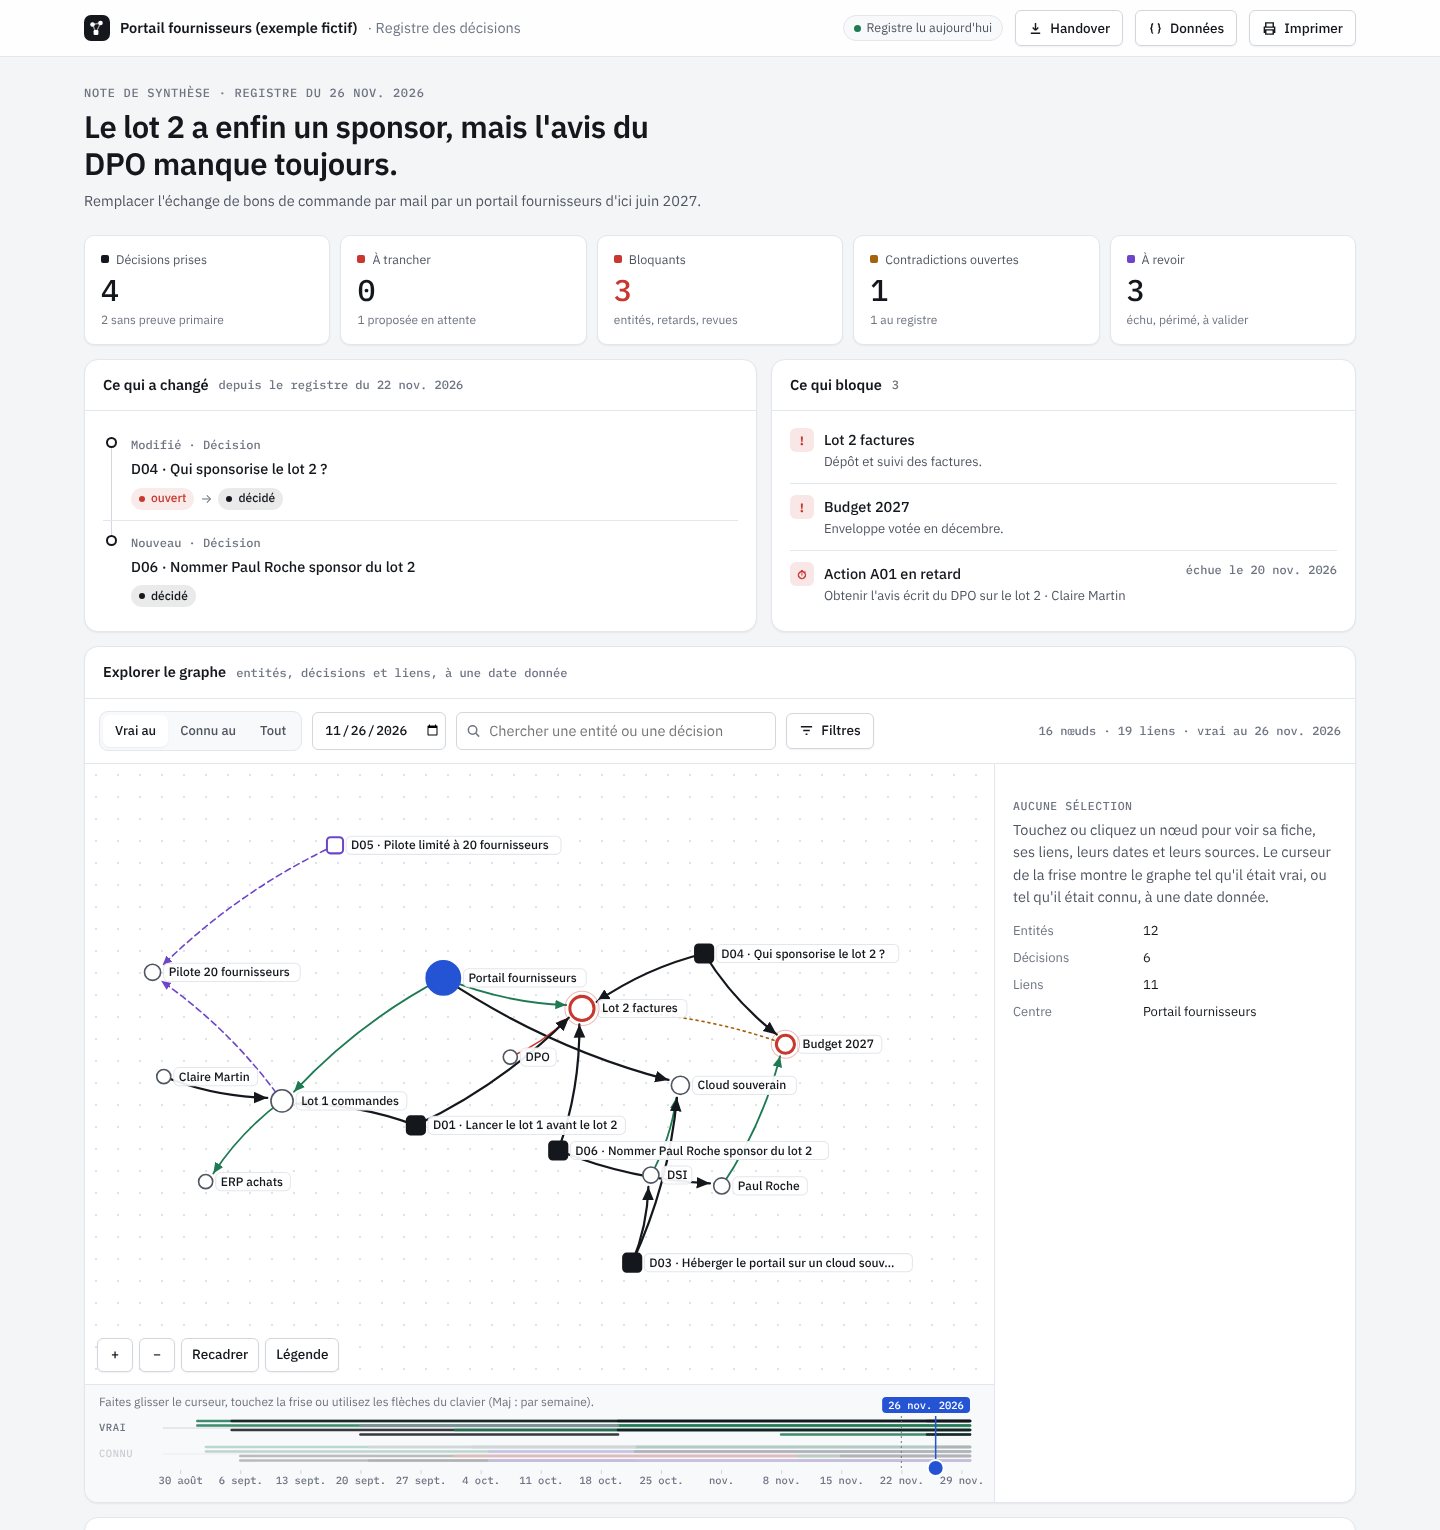 Portail fournisseurs (exemple fictif) · Registre des décisions
Registre lu aujourd'hui
Handover
Données
Imprimer
NOTE DE SYNTHÈSE · REGISTRE DU 26 NOV. 2026
Le lot 2 a enfin un sponsor, mais l'avis du
DPO manque toujours.
Remplacer l'échange de bons de commande par mail par un portail fournisseurs d'ici juin 2027.
Décisions prises
4
2 sans preuve primaire
À trancher
0
1 proposée en attente
Bloquants
3
entités, retards, revues
Contradictions ouvertes
1
1 au registre
À revoir
3
échu, périmé, à valider
Ce qui a changé depuis le registre du 22 nov. 2026
Modifié · Décision
D04 · Qui sponsorise le lot 2 ?
ouvert → décidé
Nouveau · Décision
D06 · Nommer Paul Roche sponsor du lot 2
décidé
Ce qui bloque 3
! Lot 2 factures
Dépôt et suivi des factures.
! Budget 2027
Enveloppe votée en décembre.
Action A01 en retard
échue le 20 nov. 2026
Obtenir l'avis écrit du DPO sur le lot 2 · Claire Martin
Explorer le graphe entités, décisions et liens, à une date donnée
Vrai au
Connu au
Tout
11/26/2026
Chercher une entité ou une décision
Filtres
16 nœuds · 19 liens · vrai au 26 nov. 2026
D05 · Pilote limité à 20 fournisseurs
D04 · Qui sponsorise le lot 2 ?
Pilote 20 fournisseurs
Portail fournisseurs
Lot 2 factures
Budget 2027
DPO
Claire Martin
Cloud souverain
Lot 1 commandes
D01 · Lancer le lot 1 avant le lot 2
D06 · Nommer Paul Roche sponsor du lot 2
DSI
ERP achats
Paul Roche
D03 · Héberger le portail sur un cloud souv…
+
−
Recadrer
Légende
AUCUNE SÉLECTION
Touchez ou cliquez un nœud pour voir sa fiche,
ses liens, leurs dates et leurs sources. Le curseur
de la frise montre le graphe tel qu'il était vrai, ou
tel qu'il était connu, à une date donnée.
Entités 12
Décisions 6
Liens 11
Centre Portail fournisseurs
Faites glisser le curseur, touchez la frise ou utilisez les flèches du clavier (Maj : par semaine).
26 nov. 2026
VRAI
CONNU
30 août 6 sept. 13 sept. 20 sept. 27 sept. 4 oct. 11 oct. 18 oct. 25 oct. nov. 8 nov. 15 nov. 22 nov. 29 nov.